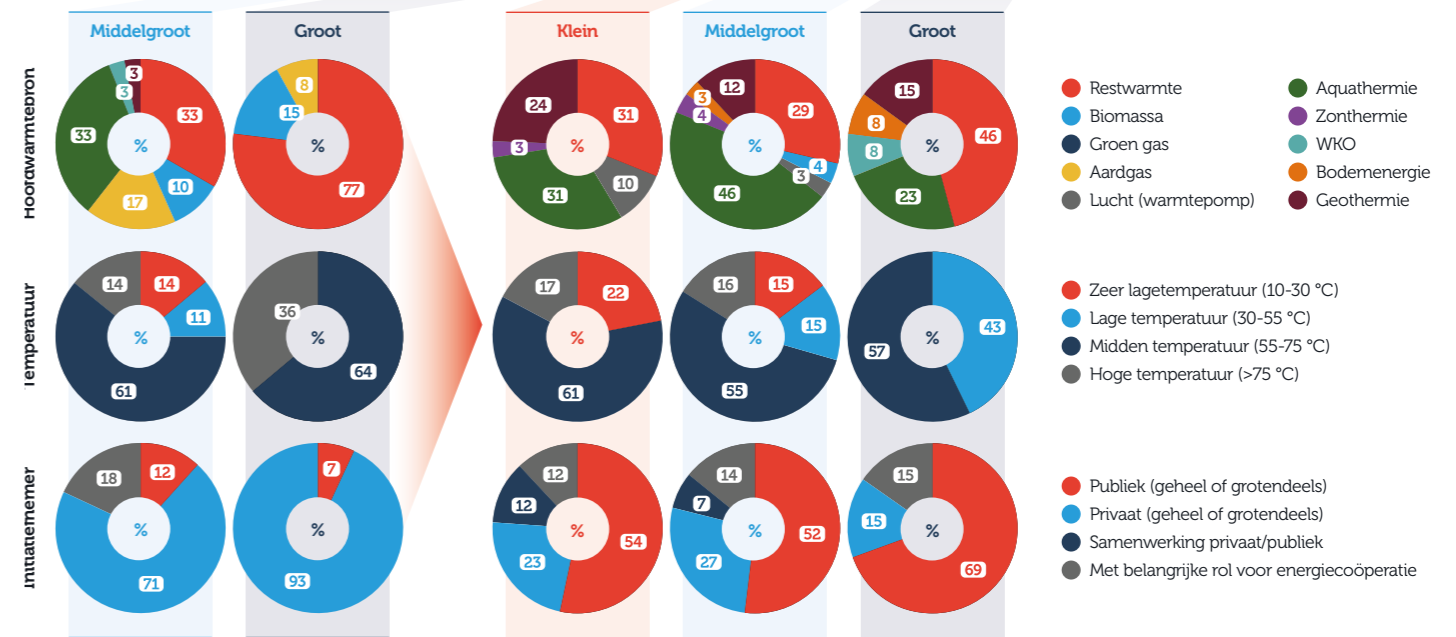 Middelgroot Groot Klein Middelgroot Groot
Hoofdwarmtebron
3 3 33 33 10 17
%
8 15 77
%
24 31 3 31 10
%
12 3 4 29 4 3 46
%
15 8 8 46 23
%
Restwarmte
Biomassa
Groen gas
Aardgas
Lucht (warmtepomp)
Aquathermie
Zonthermie
WKO
Bodemenergie
Geothermie
Temperatuur
14 14 11 61
%
36 64
%
17 22 61
%
16 15 15 55
%
43 57
%
Zeer lagetemperatuur (10-30 °C)
Lage temperatuur (30-55 °C)
Midden temperatuur (55-75 °C)
Hoge temperatuur (>75 °C)
Initiatiefnemer
18 12 71
%
7 93
%
12 12 54 23
%
14 7 52 27
%
15 15 69
%
Publiek (geheel of grotendeels)
Privaat (geheel of grotendeels)
Samenwerking privaat/publiek
Met belangrijke rol voor energiecoöperatie